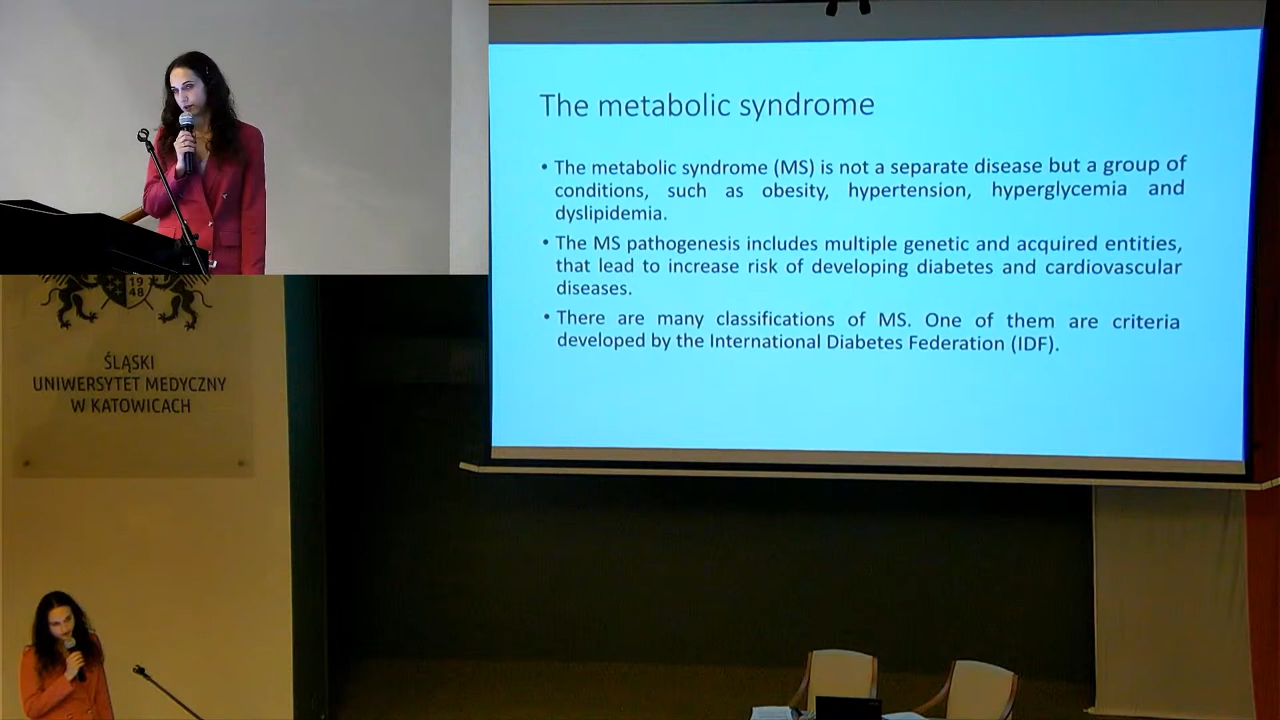 The metabolic syndrome
• The metabolic syndrome (MS) is not a separate disease but a group of
conditions, such as obesity, hypertension, hyperglycemia and
dyslipidemia.
• The MS pathogenesis includes multiple genetic and acquired entities,
that lead to increase risk of developing diabetes and cardiovascular
diseases.
• There are many classifications of MS. One of them are criteria
developed by the International Diabetes Federation (IDF).
19
48
ŚLĄSKI
UNIWERSYTET MEDYCZNY
W KATOWICACH